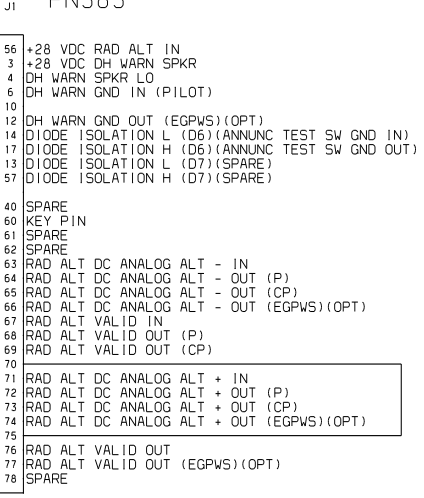 J1
56 +28 VDC RAD ALT IN
3 +28 VDC DH WARN SPKR
4 DH WARN SPKR LO
6 DH WARN GND IN (PILOT)
10
12 DH WARN GND OUT (EGPWS)(OPT)
14 DIODE ISOLATION L (D6)(ANNUNC TEST SW GND IN)
17 DIODE ISOLATION H (D6)(ANNUNC TEST SW GND OUT)
13 DIODE ISOLATION L (D7)(SPARE)
57 DIODE ISOLATION H (D7)(SPARE)
40 SPARE
60 KEY PIN
61 SPARE
62 SPARE
63 RAD ALT DC ANALOG ALT - IN
64 RAD ALT DC ANALOG ALT - OUT (P)
65 RAD ALT DC ANALOG ALT - OUT (CP)
66 RAD ALT DC ANALOG ALT - OUT (EGPWS)(OPT)
67 RAD ALT VALID IN
68 RAD ALT VALID OUT (P)
69 RAD ALT VALID OUT (CP)
70
71 RAD ALT DC ANALOG ALT + IN
72 RAD ALT DC ANALOG ALT + OUT (P)
73 RAD ALT DC ANALOG ALT + OUT (CP)
74 RAD ALT DC ANALOG ALT + OUT (EGPWS)(OPT)
75
76 RAD ALT VALID OUT
77 RAD ALT VALID OUT (EGPWS)(OPT)
78 SPARE